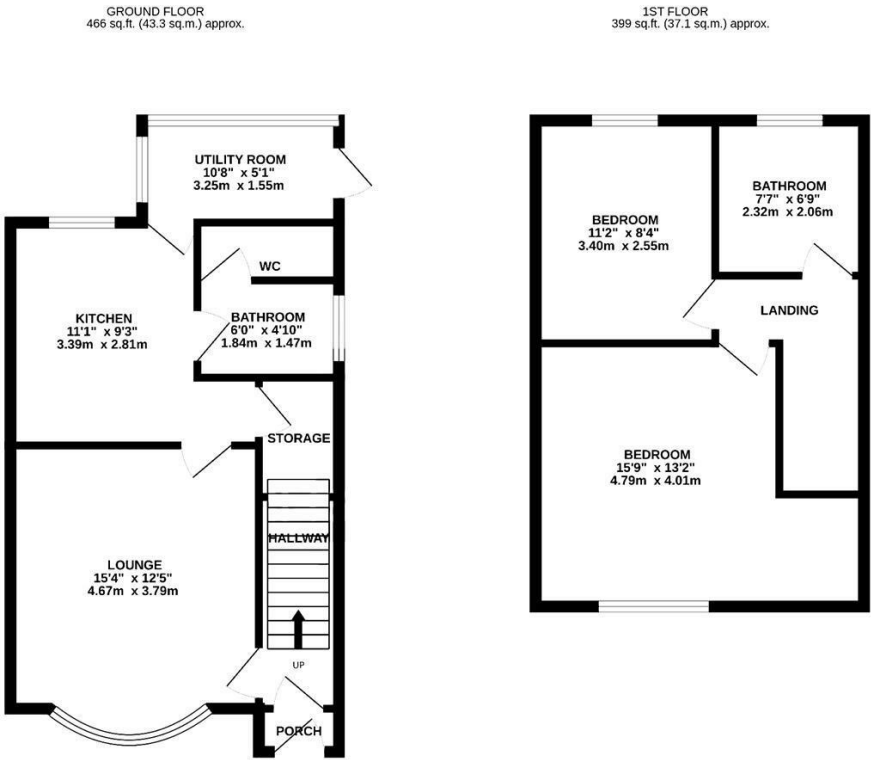 GROUND FLOOR
466 sq.ft. (43.3 sq.m.) approx.
UTILITY ROOM
10'8" x 5'1"
3.25m x 1.55m
WC
KITCHEN
11'1" x 9'3"
3.39m x 2.81m
BATHROOM
6'0" x 4'10"
1.84m x 1.47m
STORAGE
HALLWAY
LOUNGE
15'4" x 12'5"
4.67m x 3.79m
UP
PORCH
1ST FLOOR
399 sq.ft. (37.1 sq.m.) approx.
BEDROOM
11'2" x 8'4"
3.40m x 2.55m
BATHROOM
7'7" x 6'9"
2.32m x 2.06m
LANDING
BEDROOM
15'9" x 13'2"
4.79m x 4.01m